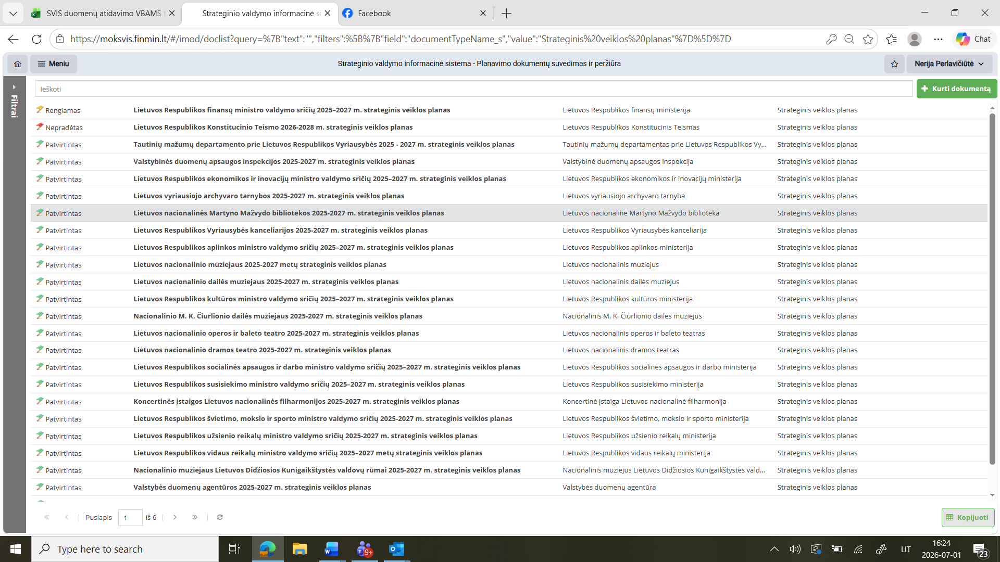 SVIS duomenų atidavimo VBAMS
Strateginio valdymo informacinė
Facebook
https://moksvis.finmin.lt/#/imod/doclist?query=%7B"text":"","filters":%5B%7B"field":"documentTypeName_s","value":"Strateginis%20veiklos%20planas"%7D%5D%7D
Chat
Meniu
Strateginio valdymo informacinė sistema - Planavimo dokumentų suvedimas ir peržiūra
Nerija Perlavičiūtė
Filtrai
Ieškoti
Kurti dokumentą
Rengiamas Lietuvos Respublikos finansų ministro valdymo sričių 2025–2027 m. strateginis veiklos planas Lietuvos Respublikos finansų ministerija Strateginis veiklos planas
Nepradėtas Lietuvos Respublikos Konstitucinio Teismo 2026-2028 m. strateginis veiklos planas Lietuvos Respublikos Konstitucinis Teismas Strateginis veiklos planas
Patvirtintas Tautinių mažumų departamento prie Lietuvos Respublikos Vyriausybės 2025 - 2027 m. strateginis veiklos planas Tautinių mažumų departamentas prie Lietuvos Respublikos Vy... Strateginis veiklos planas
Patvirtintas Valstybinės duomenų apsaugos inspekcijos 2025-2027 m. strateginis veiklos planas Valstybinė duomenų apsaugos inspekcija Strateginis veiklos planas
Patvirtintas Lietuvos Respublikos ekonomikos ir inovacijų ministro valdymo sričių 2025–2027 m. strateginis veiklos planas Lietuvos Respublikos ekonomikos ir inovacijų ministerija Strateginis veiklos planas
Patvirtintas Lietuvos vyriausiojo archyvaro tarnybos 2025-2027 m. strateginis veiklos planas Lietuvos vyriausiojo archyvaro tarnyba Strateginis veiklos planas
Patvirtintas Lietuvos nacionalinės Martyno Mažvydo bibliotekos 2025-2027 m. strateginis veiklos planas Lietuvos nacionalinė Martyno Mažvydo biblioteka Strateginis veiklos planas
Patvirtintas Lietuvos Respublikos Vyriausybės kanceliarijos 2025-2027 m. strateginis veiklos planas Lietuvos Respublikos Vyriausybės kanceliarija Strateginis veiklos planas
Patvirtintas Lietuvos Respublikos aplinkos ministro valdymo sričių 2025–2027 m. strateginis veiklos planas Lietuvos Respublikos aplinkos ministerija Strateginis veiklos planas
Patvirtintas Lietuvos nacionalinio muziejaus 2025-2027 metų strateginis veiklos planas Lietuvos nacionalinis muziejus Strateginis veiklos planas
Patvirtintas Lietuvos nacionalinio dailės muziejaus 2025-2027 m. strateginis veiklos planas Lietuvos nacionalinis dailės muziejus Strateginis veiklos planas
Patvirtintas Lietuvos Respublikos kultūros ministro valdymo sričių 2025–2027 m. strateginis veiklos planas Lietuvos Respublikos kultūros ministerija Strateginis veiklos planas
Patvirtintas Nacionalinio M. K. Čiurlionio dailės muziejaus 2025-2027 m. strateginis veiklos planas Nacionalinis M. K. Čiurlionio dailės muziejus Strateginis veiklos planas
Patvirtintas Lietuvos nacionalinio operos ir baleto teatro 2025-2027 m. strateginis veiklos planas Lietuvos nacionalinis operos ir baleto teatras Strateginis veiklos planas
Patvirtintas Lietuvos nacionalinio dramos teatro 2025-2027 m. strateginis veiklos planas Lietuvos nacionalinis dramos teatras Strateginis veiklos planas
Patvirtintas Lietuvos Respublikos socialinės apsaugos ir darbo ministro valdymo sričių 2025–2027 m. strateginis veiklos planas Lietuvos Respublikos socialinės apsaugos ir darbo ministerija Strateginis veiklos planas
Patvirtintas Lietuvos Respublikos susisiekimo ministro valdymo sričių 2025–2027 m. strateginis veiklos planas Lietuvos Respublikos susisiekimo ministerija Strateginis veiklos planas
Patvirtintas Koncertinės įstaigos Lietuvos nacionalinės filharmonijos 2025-2027 m. strateginis veiklos planas Koncertinė įstaiga Lietuvos nacionalinė filharmonija Strateginis veiklos planas
Patvirtintas Lietuvos Respublikos švietimo, mokslo ir sporto ministro valdymo sričių 2025-2027 m. strateginis veiklos planas Lietuvos Respublikos švietimo, mokslo ir sporto ministerija Strateginis veiklos planas
Patvirtintas Lietuvos Respublikos užsienio reikalų ministro valdymo sričių 2025-2027 m. strateginis veiklos planas Lietuvos Respublikos užsienio reikalų ministerija Strateginis veiklos planas
Patvirtintas Lietuvos Respublikos vidaus reikalų ministro valdymo sričių 2025–2027 metų strateginis veiklos planas Lietuvos Respublikos vidaus reikalų ministerija Strateginis veiklos planas
Patvirtintas Nacionalinio muziejaus Lietuvos Didžiosios Kunigaikštystės valdovų rūmai 2025-2027 m. strateginis veiklos planas Nacionalinis muziejus Lietuvos Didžiosios Kunigaikštystės vald... Strateginis veiklos planas
Patvirtintas Valstybės duomenų agentūros 2025-2027 m. strateginis veiklos planas Valstybės duomenų agentūra Strateginis veiklos planas
Puslapis 1 iš 6
Kopijuoti
Type here to search
9+
LIT
16:24
2026-07-01
23